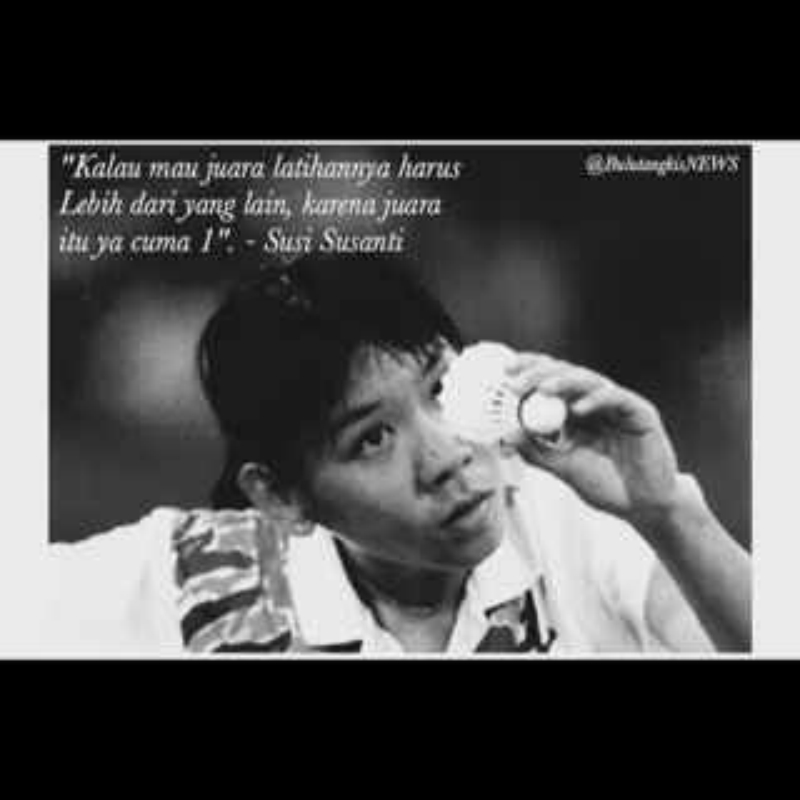 "Kalau mau juara latihannya harus
Lebih dari yang lain, karena juara
itu ya cuma 1". - Susi Susanti
@BulutangkisNEWS